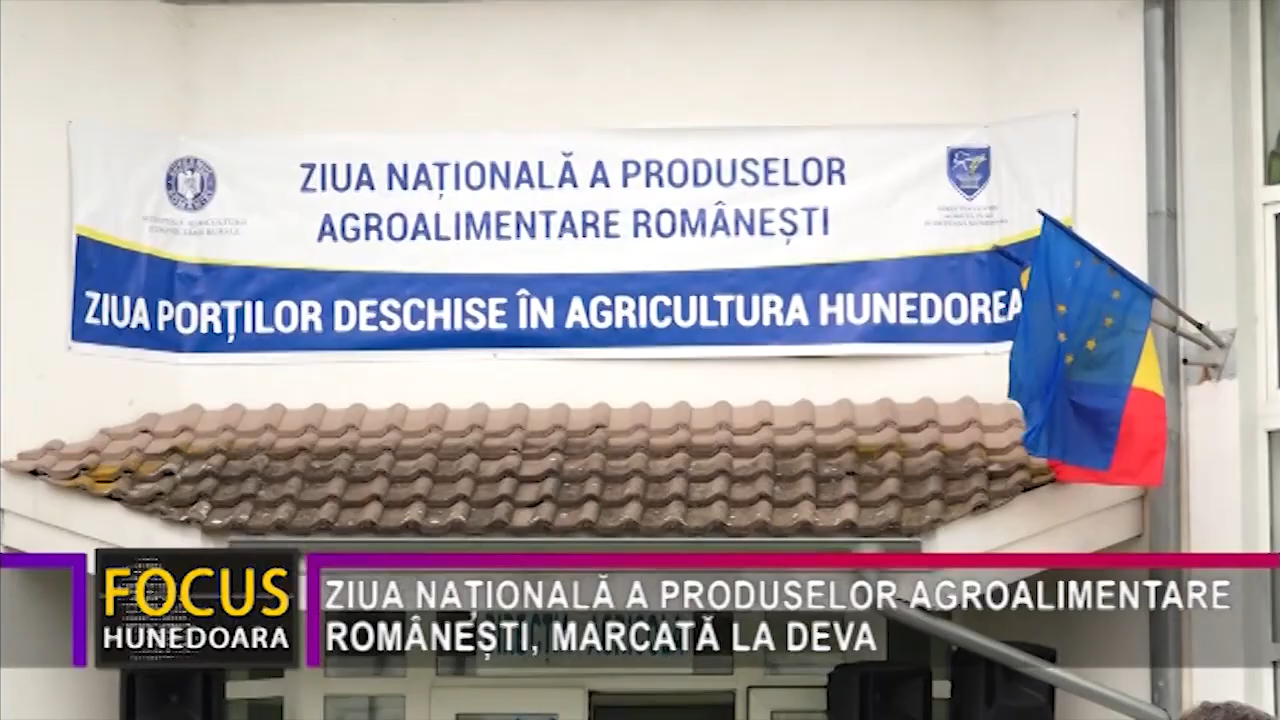 ZIUA NAȚIONALĂ A PRODUSELOR
AGROALIMENTARE ROMÂNEȘTI
ZIUA PORȚILOR DESCHISE ÎN AGRICULTURA HUNEDOREA
FOCUS
HUNEDOARA
ZIUA NAȚIONALĂ A PRODUSELOR AGROALIMENTARE
ROMÂNEȘTI, MARCATĂ LA DEVA